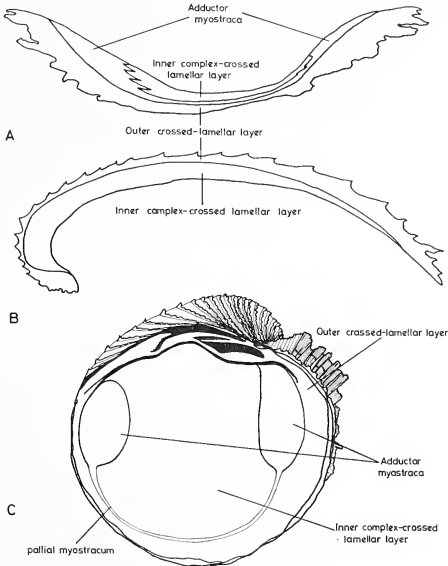 Adductor
myostraca
Inner complex-crossed
lamellar layer
A
Outer crossed-lamellar layer
Inner complex-crossed lamellar layer
B
Outer crossed-lamellar layer
Adductor
myostraca
C
Inner complex-crossed
lamellar layer
pallial myostracum